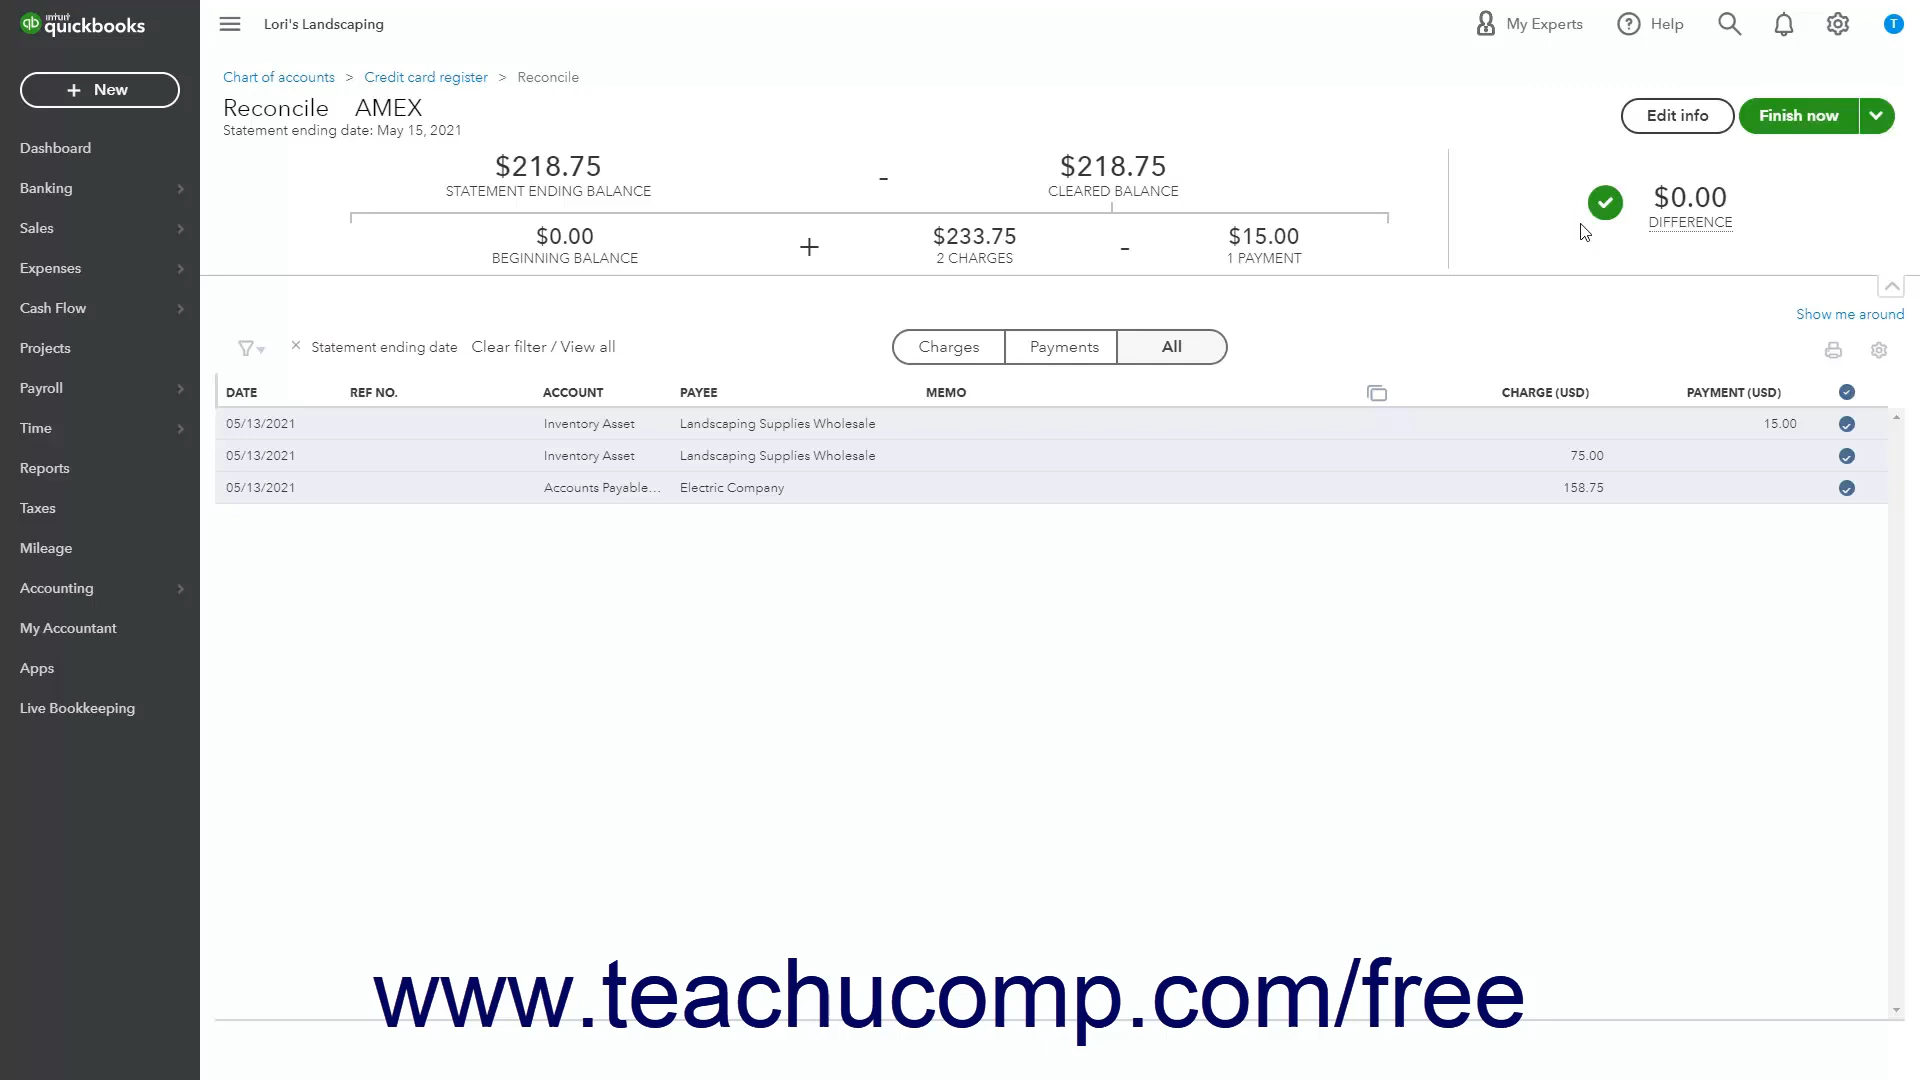 intuit
qb quickbooks
Lori's Landscaping
My Experts
? Help
T
+ New
Dashboard
Banking
Sales
Expenses
Cash Flow
Projects
Payroll
Time
Reports
Taxes
Mileage
Accounting
My Accountant
Apps
Live Bookkeeping
Chart of accounts > Credit card register > Reconcile
Reconcile AMEX
Statement ending date: May 15, 2021
Edit info
Finish now
$218.75 - $218.75
STATEMENT ENDING BALANCE CLEARED BALANCE
$0.00 + $233.75 - $15.00
BEGINNING BALANCE 2 CHARGES 1 PAYMENT
$0.00
DIFFERENCE
Show me around
× Statement ending date Clear filter / View all
Charges Payments All
DATE REF NO. ACCOUNT PAYEE MEMO CHARGE (USD) PAYMENT (USD)
05/13/2021 Inventory Asset Landscaping Supplies Wholesale 15.00
05/13/2021 Inventory Asset Landscaping Supplies Wholesale 75.00
05/13/2021 Accounts Payable... Electric Company 158.75
www.teachucomp.com/free